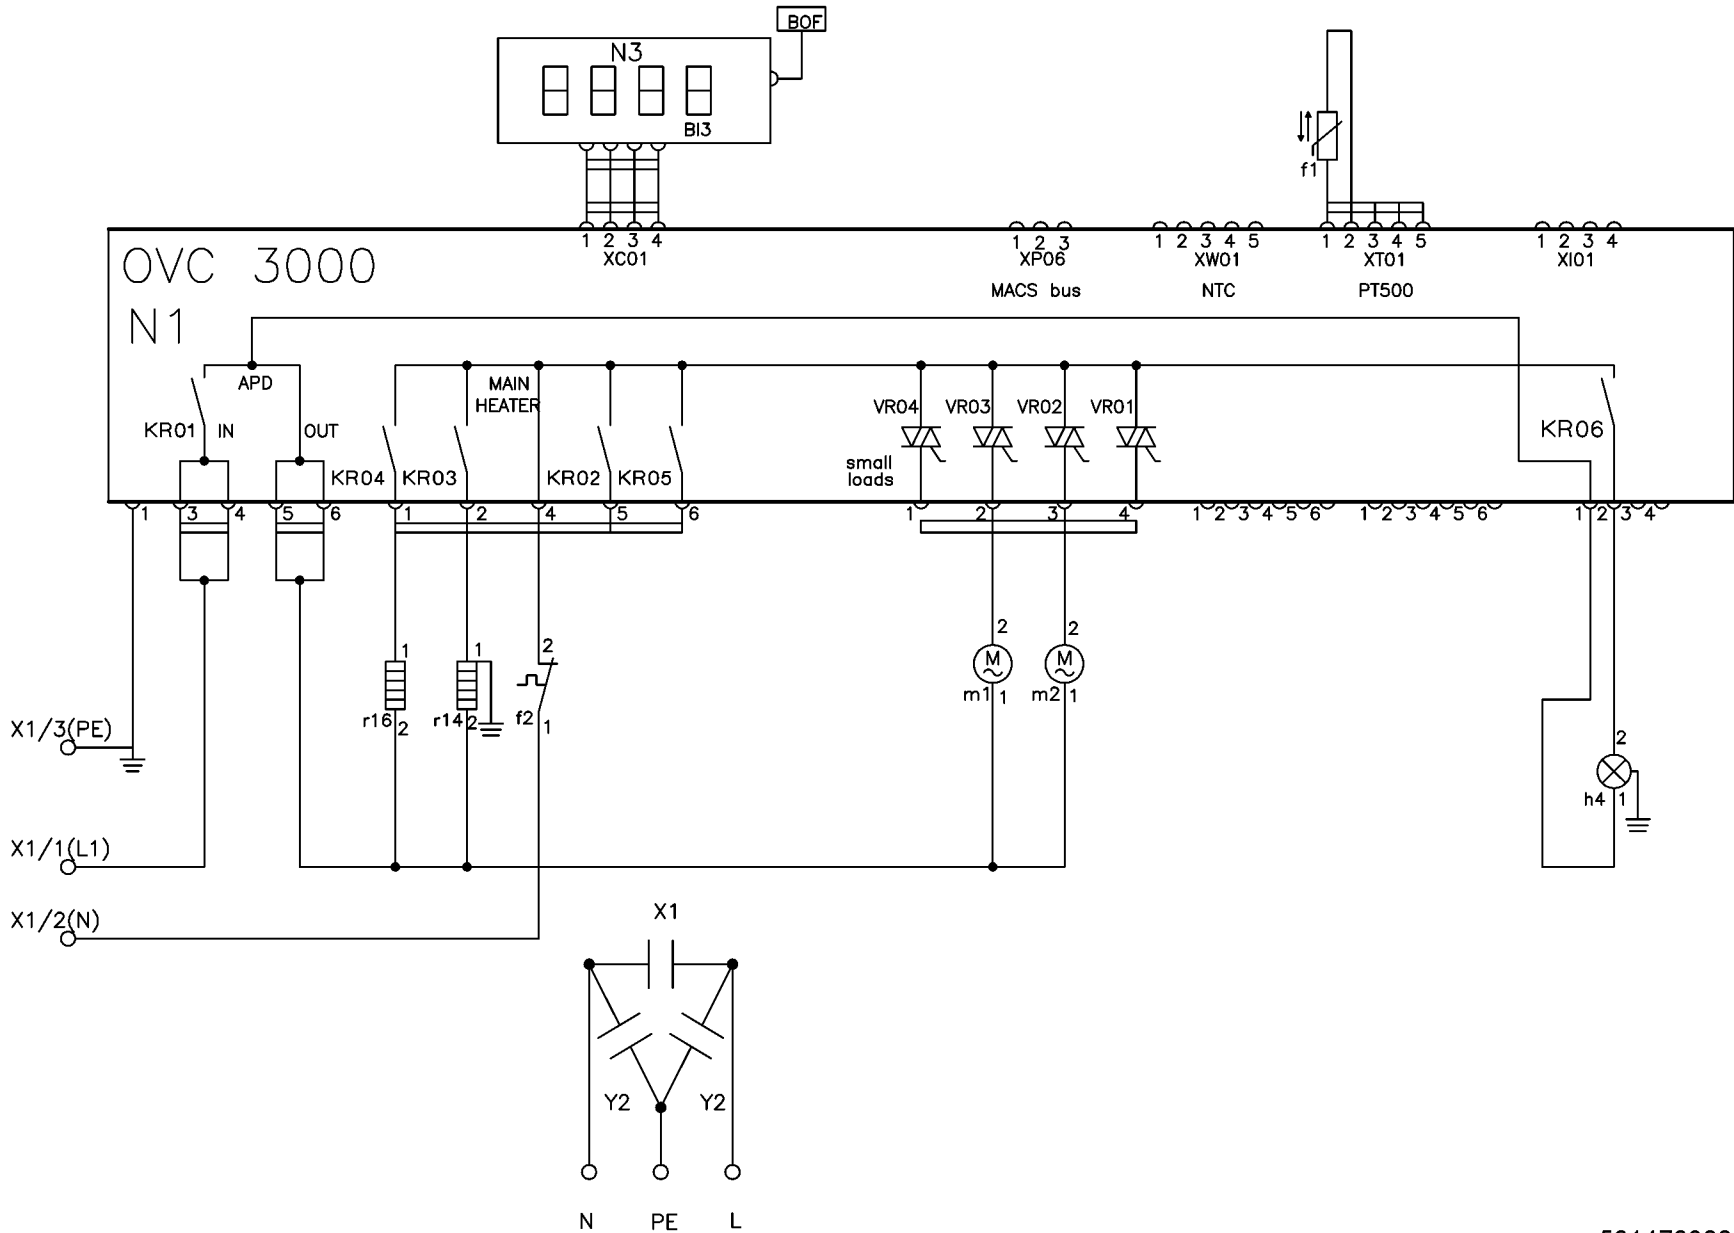 BOF
N3
BI3
f1
1 2 3 4
XC01
1 2 3
XP06
MACS bus
1 2 3 4 5
XW01
NTC
1 2 3 4 5
XT01
PT500
1 2 3 4
XI01
OVC 3000
N1
APD
MAIN
HEATER
KR01 IN
OUT
KR04
KR03
KR02
KR05
VR04
VR03
VR02
VR01
small
loads
KR06
1 3 4 5 6
1 2 4 5 6
1 2 3 4
1 2 3 4 5 6
1 2 3 4 5 6
1 2 3 4
1
r16 2
1
r14 2
2
f2 1
2
M
m1 1
2
M
m2 1
2
h4 1
X1/3(PE)
X1/1(L1)
X1/2(N)
X1
Y2 Y2
N PE L